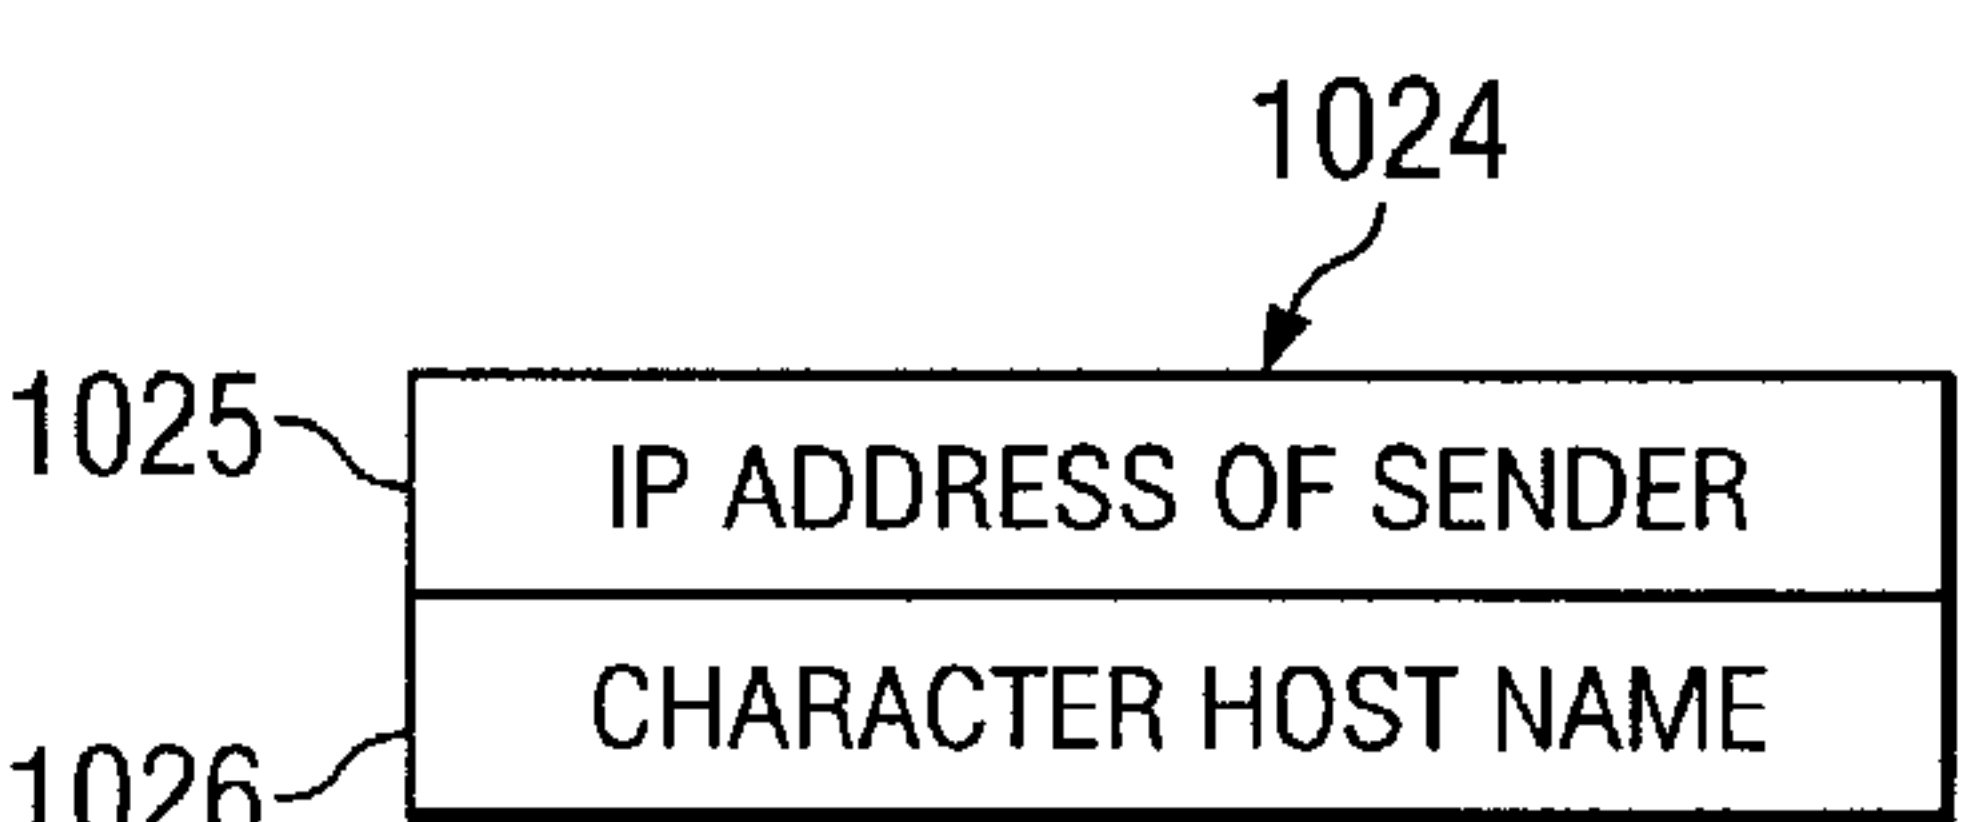 1024
1025
IP ADDRESS OF SENDER
CHARACTER HOST NAME
1026